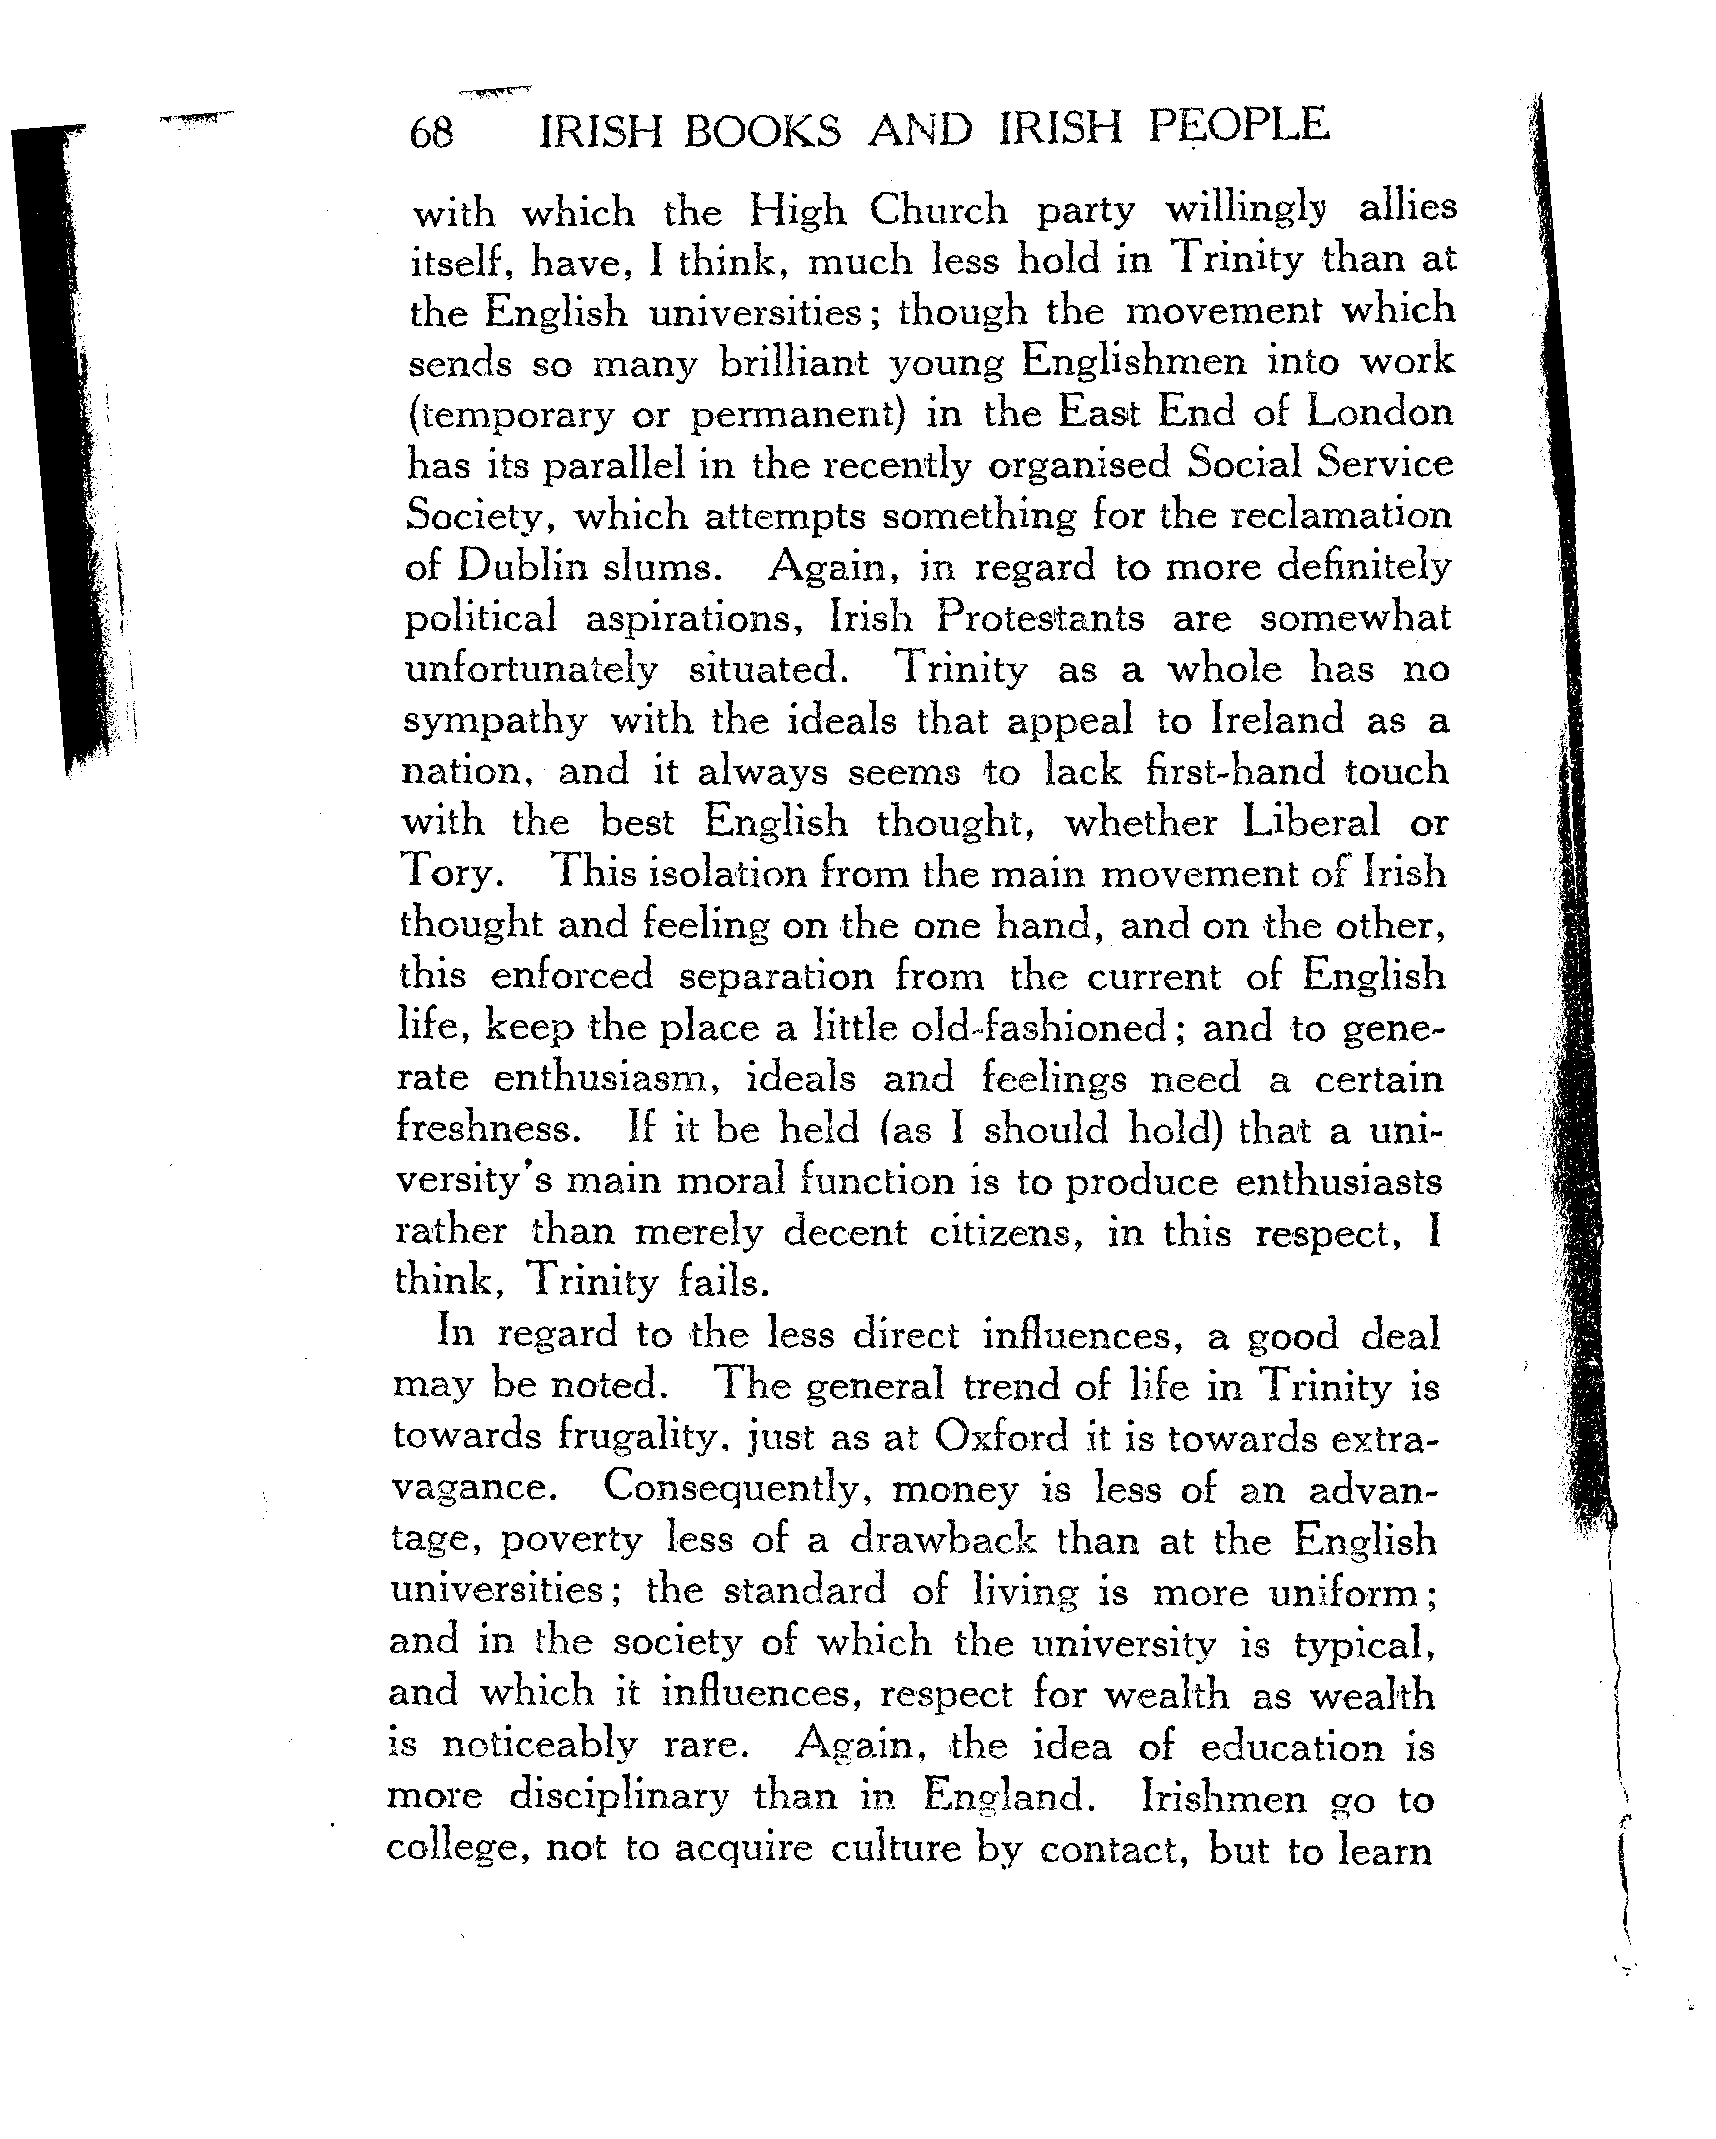 68 IRISH BOOKS AND IRISH PEOPLE
with which the High Church party willingly allies
itself, have, I think, much less hold in Trinity than at
the English universities; though the movement which
sends so many brilliant young Englishmen into work
(temporary or permanent) in the East End of London
has its parallel in the recently organised Social Service
Society, which attempts something for the reclamation
of Dublin slums. Again, in regard to more definitely
political aspirations, Irish Protestants are somewhat
unfortunately situated. Trinity as a whole has no
sympathy with the ideals that appeal to Ireland as a
nation, and it always seems to lack first-hand touch
with the best English thought, whether Liberal or
Tory. This isolation from the main movement of Irish
thought and feeling on the one hand, and on the other,
this enforced separation from the current of English
life, keep the place a little old-fashioned; and to gene-
rate enthusiasm, ideals and feelings need a certain
freshness. If it be held (as I should hold) that a uni-
versity's main moral function is to produce enthusiasts
rather than merely decent citizens, in this respect, I
think, Trinity fails.
In regard to the less direct influences, a good deal
may be noted. The general trend of life in Trinity is
towards frugality, just as at Oxford it is towards extra-
vagance. Consequently, money is less of an advan-
tage, poverty less of a drawback than at the English
universities; the standard of living is more uniform;
and in the society of which the university is typical,
and which it influences, respect for wealth as wealth
is noticeably rare. Again, the idea of education is
more disciplinary than in England. Irishmen go to
college, not to acquire culture by contact, but to learn